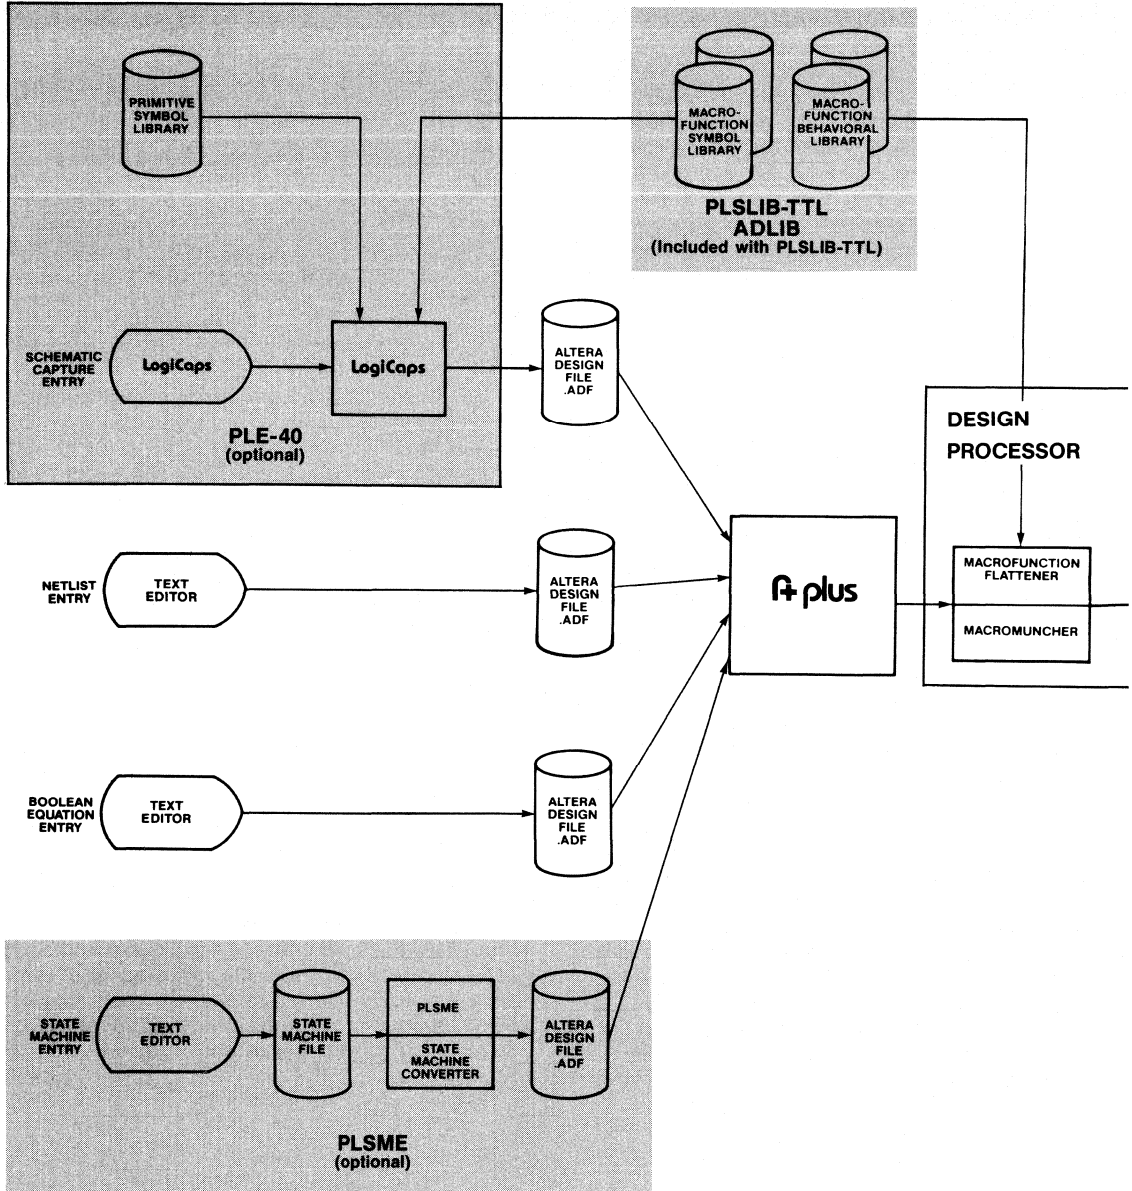 PRIMITIVE
SYMBOL
LIBRARY
MACRO-
FUNCTION
SYMBOL
LIBRARY
MACRO-
FUNCTION
BEHAVIORAL
LIBRARY
PLSLIB-TTL
ADLIB
(Included with PLSLIB-TTL)
SCHEMATIC
CAPTURE
ENTRY
LogiCaps
LogiCaps
ALTERA
DESIGN
FILE
.ADF
PLE-40
(optional)
DESIGN
PROCESSOR
NETLIST
ENTRY
TEXT
EDITOR
ALTERA
DESIGN
FILE
.ADF
A+ plus
MACROFUNCTION
FLATTENER
MACROMUNCHER
BOOLEAN
EQUATION
ENTRY
TEXT
EDITOR
ALTERA
DESIGN
FILE
.ADF
STATE
MACHINE
ENTRY
TEXT
EDITOR
STATE
MACHINE
FILE
PLSME
STATE
MACHINE
CONVERTER
ALTERA
DESIGN
FILE
.ADF
PLSME
(optional)